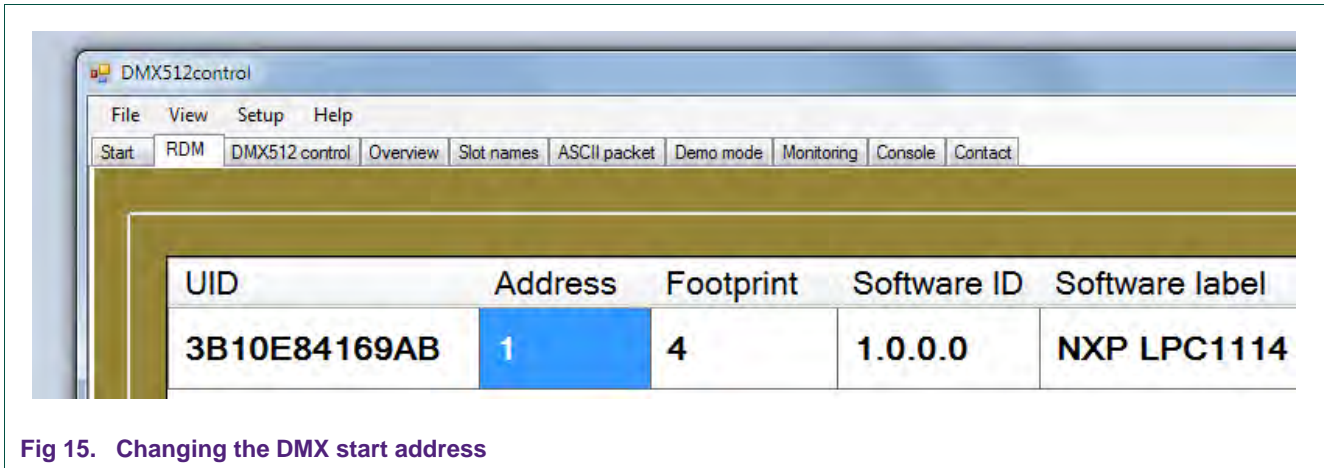 DMX512control
File View Setup Help
Start RDM DMX512 control Overview Slot names ASCII packet Demo mode Monitoring Console Contact
UID Address Footprint Software ID Software label
3B10E84169AB 1 4 1.0.0.0 NXP LPC1114
Fig 15. Changing the DMX start address